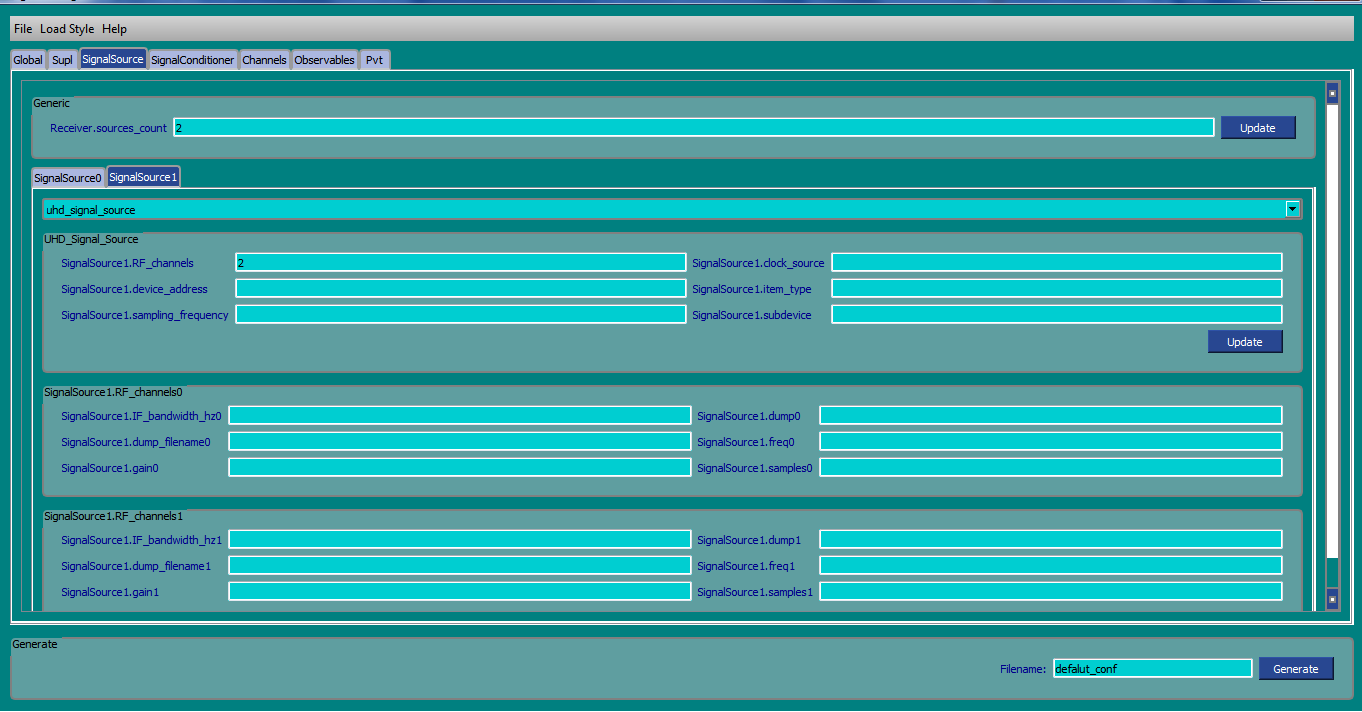 File Load Style Help
Global Supl SignalSource SignalConditioner Channels Observables Pvt
Generic
Receiver.sources_count 2 Update
SignalSource0 SignalSource1
uhd_signal_source
UHD_Signal_Source
SignalSource1.RF_channels 2 SignalSource1.clock_source
SignalSource1.device_address SignalSource1.item_type
SignalSource1.sampling_frequency SignalSource1.subdevice
Update
SignalSource1.RF_channels0
SignalSource1.IF_bandwidth_hz0 SignalSource1.dump0
SignalSource1.dump_filename0 SignalSource1.freq0
SignalSource1.gain0 SignalSource1.samples0
SignalSource1.RF_channels1
SignalSource1.IF_bandwidth_hz1 SignalSource1.dump1
SignalSource1.dump_filename1 SignalSource1.freq1
SignalSource1.gain1 SignalSource1.samples1
Generate
Filename: defalut_conf Generate